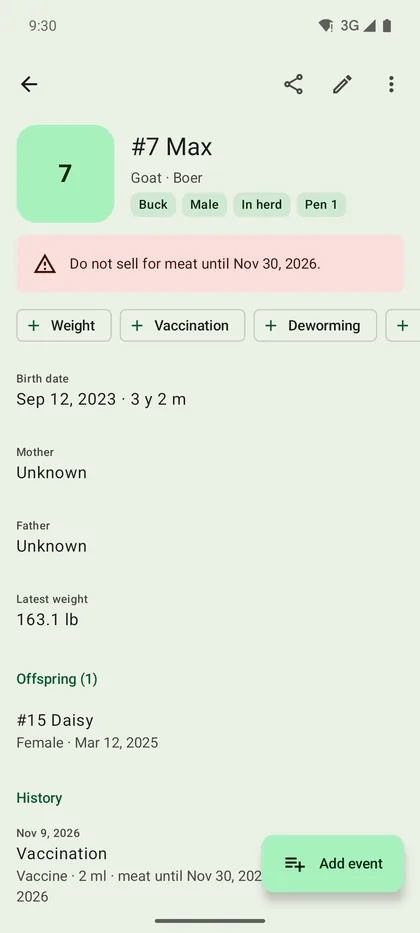 9:30
3G
7
#7 Max
Goat · Boer
Buck
Male
In herd
Pen 1
Do not sell for meat until Nov 30, 2026.
+ Weight
+ Vaccination
+ Deworming
+
Birth date
Sep 12, 2023 · 3 y 2 m
Mother
Unknown
Father
Unknown
Latest weight
163.1 lb
Offspring (1)
#15 Daisy
Female · Mar 12, 2025
History
Nov 9, 2026
Vaccination
Vaccine · 2 ml · meat until Nov 30, 202
2026
Add event